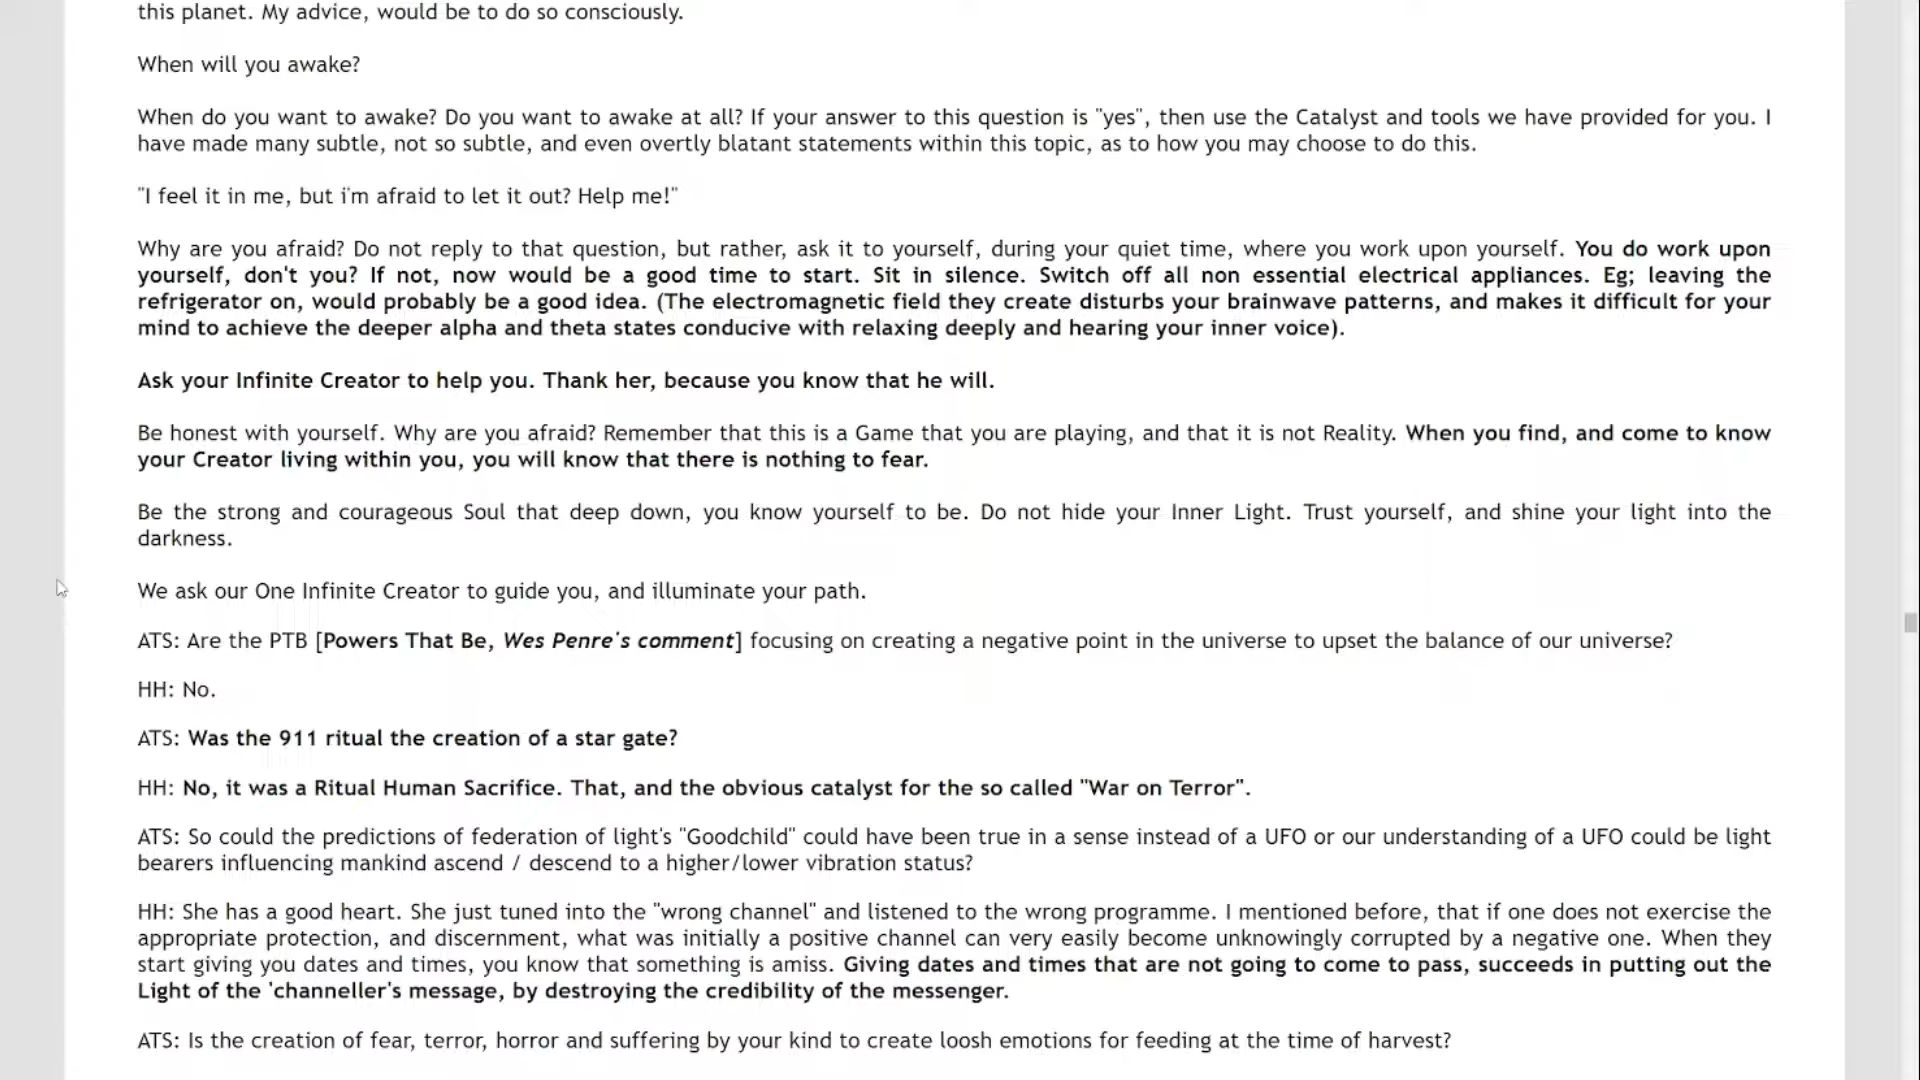 this planet. My advice, would be to do so consciously.
When will you awake?
When do you want to awake? Do you want to awake at all? If your answer to this question is "yes", then use the Catalyst and tools we have provided for you. I
have made many subtle, not so subtle, and even overtly blatant statements within this topic, as to how you may choose to do this.
"I feel it in me, but i'm afraid to let it out? Help me!"
Why are you afraid? Do not reply to that question, but rather, ask it to yourself, during your quiet time, where you work upon yourself. You do work upon
yourself, don't you? If not, now would be a good time to start. Sit in silence. Switch off all non essential electrical appliances. Eg; leaving the
refrigerator on, would probably be a good idea. (The electromagnetic field they create disturbs your brainwave patterns, and makes it difficult for your
mind to achieve the deeper alpha and theta states conducive with relaxing deeply and hearing your inner voice).
Ask your Infinite Creator to help you. Thank her, because you know that he will.
Be honest with yourself. Why are you afraid? Remember that this is a Game that you are playing, and that it is not Reality. When you find, and come to know
your Creator living within you, you will know that there is nothing to fear.
Be the strong and courageous Soul that deep down, you know yourself to be. Do not hide your Inner Light. Trust yourself, and shine your light into the
darkness.
We ask our One Infinite Creator to guide you, and illuminate your path.
ATS: Are the PTB [Powers That Be, Wes Penre's comment] focusing on creating a negative point in the universe to upset the balance of our universe?
HH: No.
ATS: Was the 911 ritual the creation of a star gate?
HH: No, it was a Ritual Human Sacrifice. That, and the obvious catalyst for the so called "War on Terror".
ATS: So could the predictions of federation of light's "Goodchild" could have been true in a sense instead of a UFO or our understanding of a UFO could be light
bearers influencing mankind ascend / descend to a higher/lower vibration status?
HH: She has a good heart. She just tuned into the "wrong channel" and listened to the wrong programme. I mentioned before, that if one does not exercise the
appropriate protection, and discernment, what was initially a positive channel can very easily become unknowingly corrupted by a negative one. When they
start giving you dates and times, you know that something is amiss. Giving dates and times that are not going to come to pass, succeeds in putting out the
Light of the 'channeller's message, by destroying the credibility of the messenger.
ATS: Is the creation of fear, terror, horror and suffering by your kind to create loosh emotions for feeding at the time of harvest?